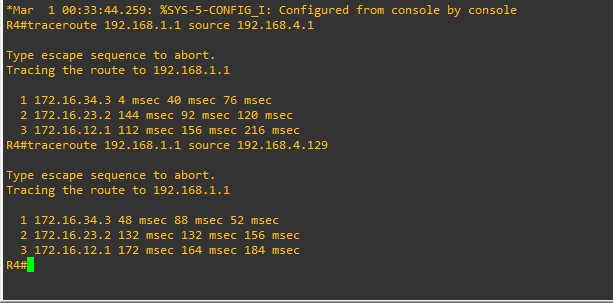 *Mar  1 00:33:44.259: %SYS-5-CONFIG_I: Configured from console by console
R4#traceroute 192.168.1.1 source 192.168.4.1
Type escape sequence to abort.
Tracing the route to 192.168.1.1
1 172.16.34.3 4 msec 40 msec 76 msec
2 172.16.23.2 144 msec 92 msec 120 msec
3 172.16.12.1 112 msec 156 msec 216 msec
R4#traceroute 192.168.1.1 source 192.168.4.129
Type escape sequence to abort.
Tracing the route to 192.168.1.1
1 172.16.34.3 48 msec 88 msec 52 msec
2 172.16.23.2 132 msec 132 msec 156 msec
3 172.16.12.1 172 msec 164 msec 184 msec
R4#